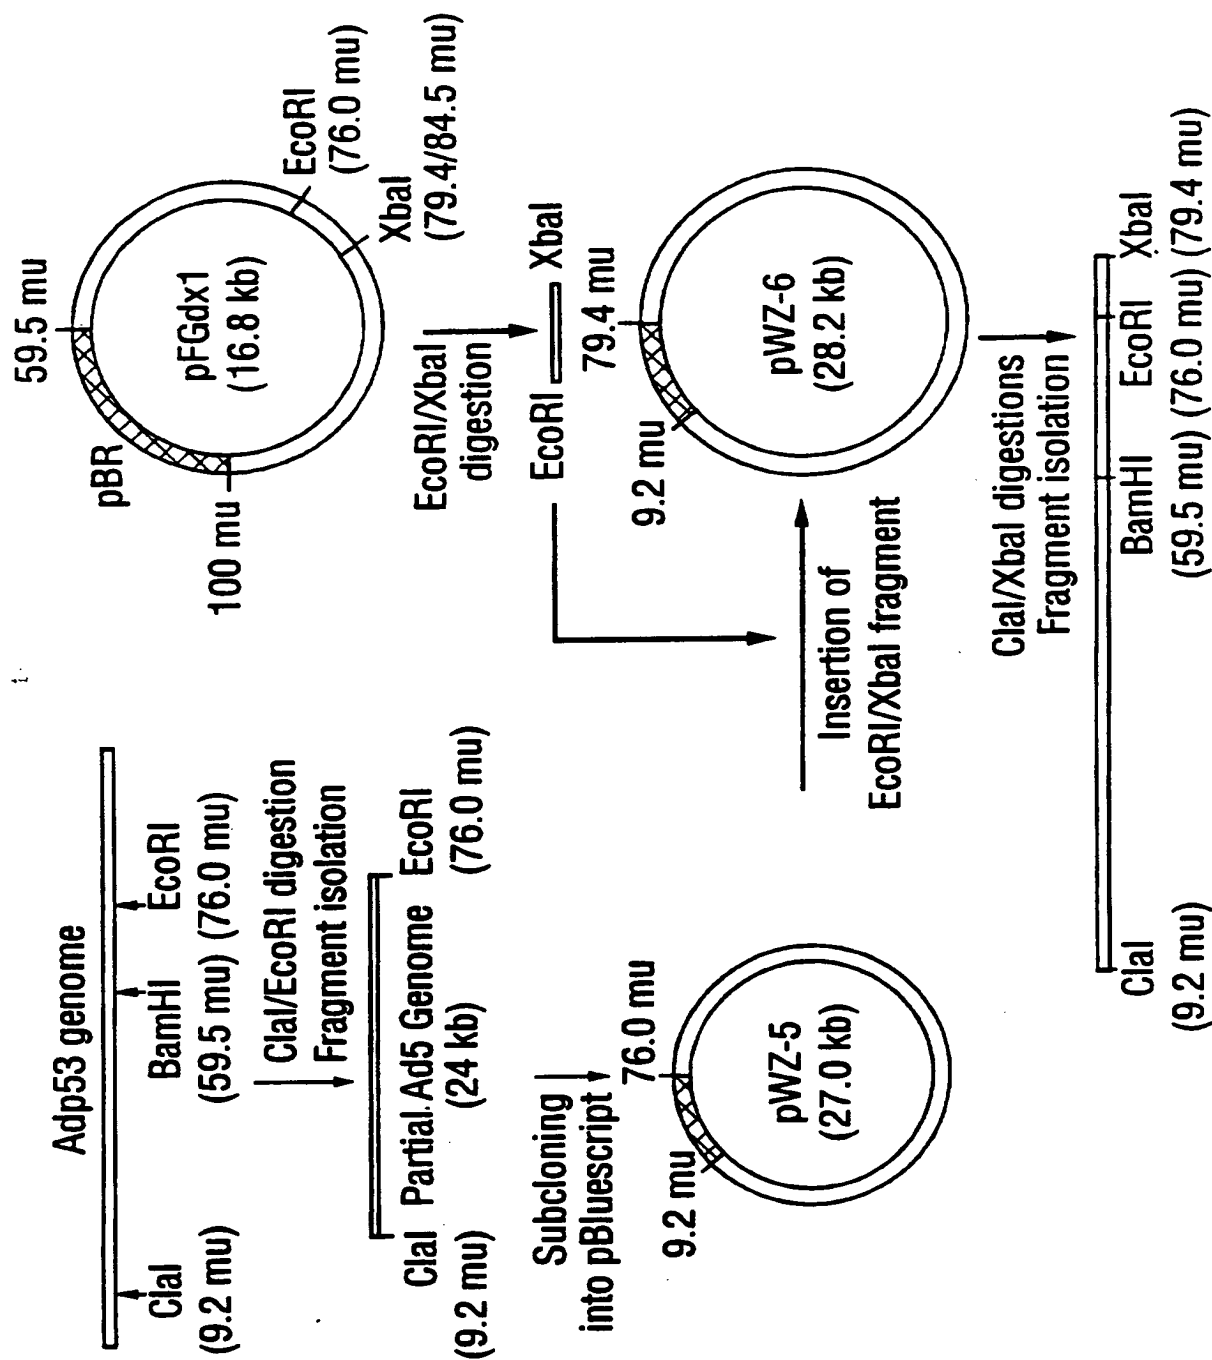 Adp53 genome
ClaI
BamHI
EcoRI
(9.2 mu)
(59.5 mu)
(76.0 mu)
ClaI/EcoRI digestion
Fragment isolation
ClaI
Partial Ad5 Genome
EcoRI
(9.2 mu)
(24 kb)
(76.0 mu)
Subcloning
into pBluescript
76.0 mu
9.2 mu
pWZ-5
(27.0 kb)
59.5 mu
pBR
pFGdx1
(16.8 kb)
100 mu
EcoRI
(76.0 mu)
XbaI
(79.4/84.5 mu)
EcoRI/XbaI
digestion
EcoRI
XbaI
Insertion of
EcoRI/XbaI fragment
79.4 mu
9.2 mu
pWZ-6
(28.2 kb)
ClaI/XbaI digestions
Fragment isolation
ClaI
BamHI
EcoRI
XbaI
(9.2 mu)
(59.5 mu)
(76.0 mu)
(79.4 mu)